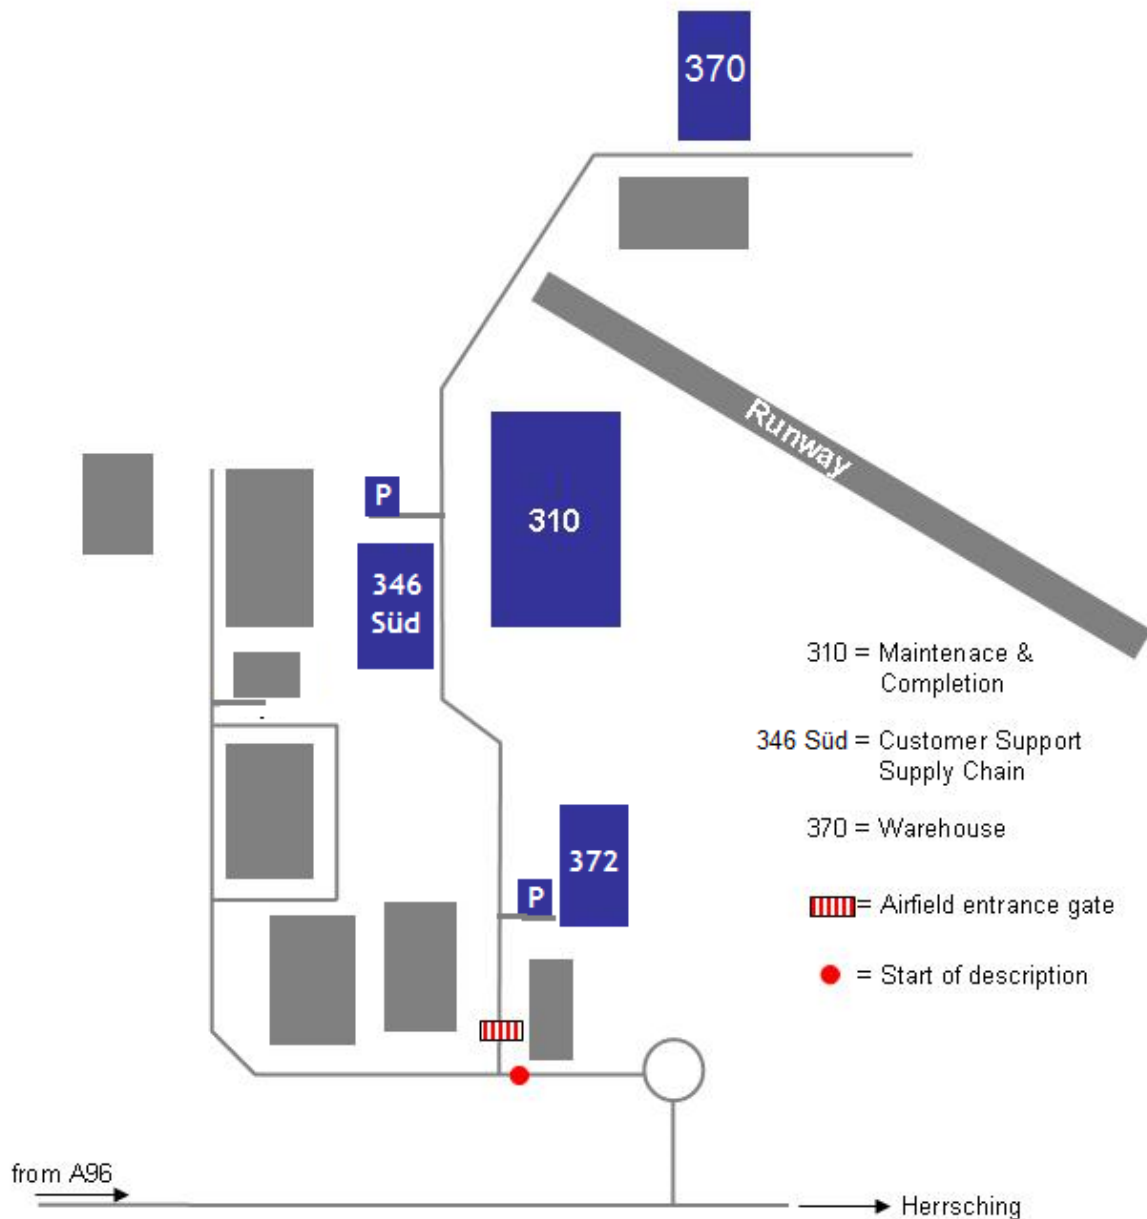 370
Runway
P
310
346
Süd
310 = Maintenace &
Completion
346 Süd = Customer Support
Supply Chain
372
370 = Warehouse
P
= Airfield entrance gate
= Start of description
from A96
Herrsching